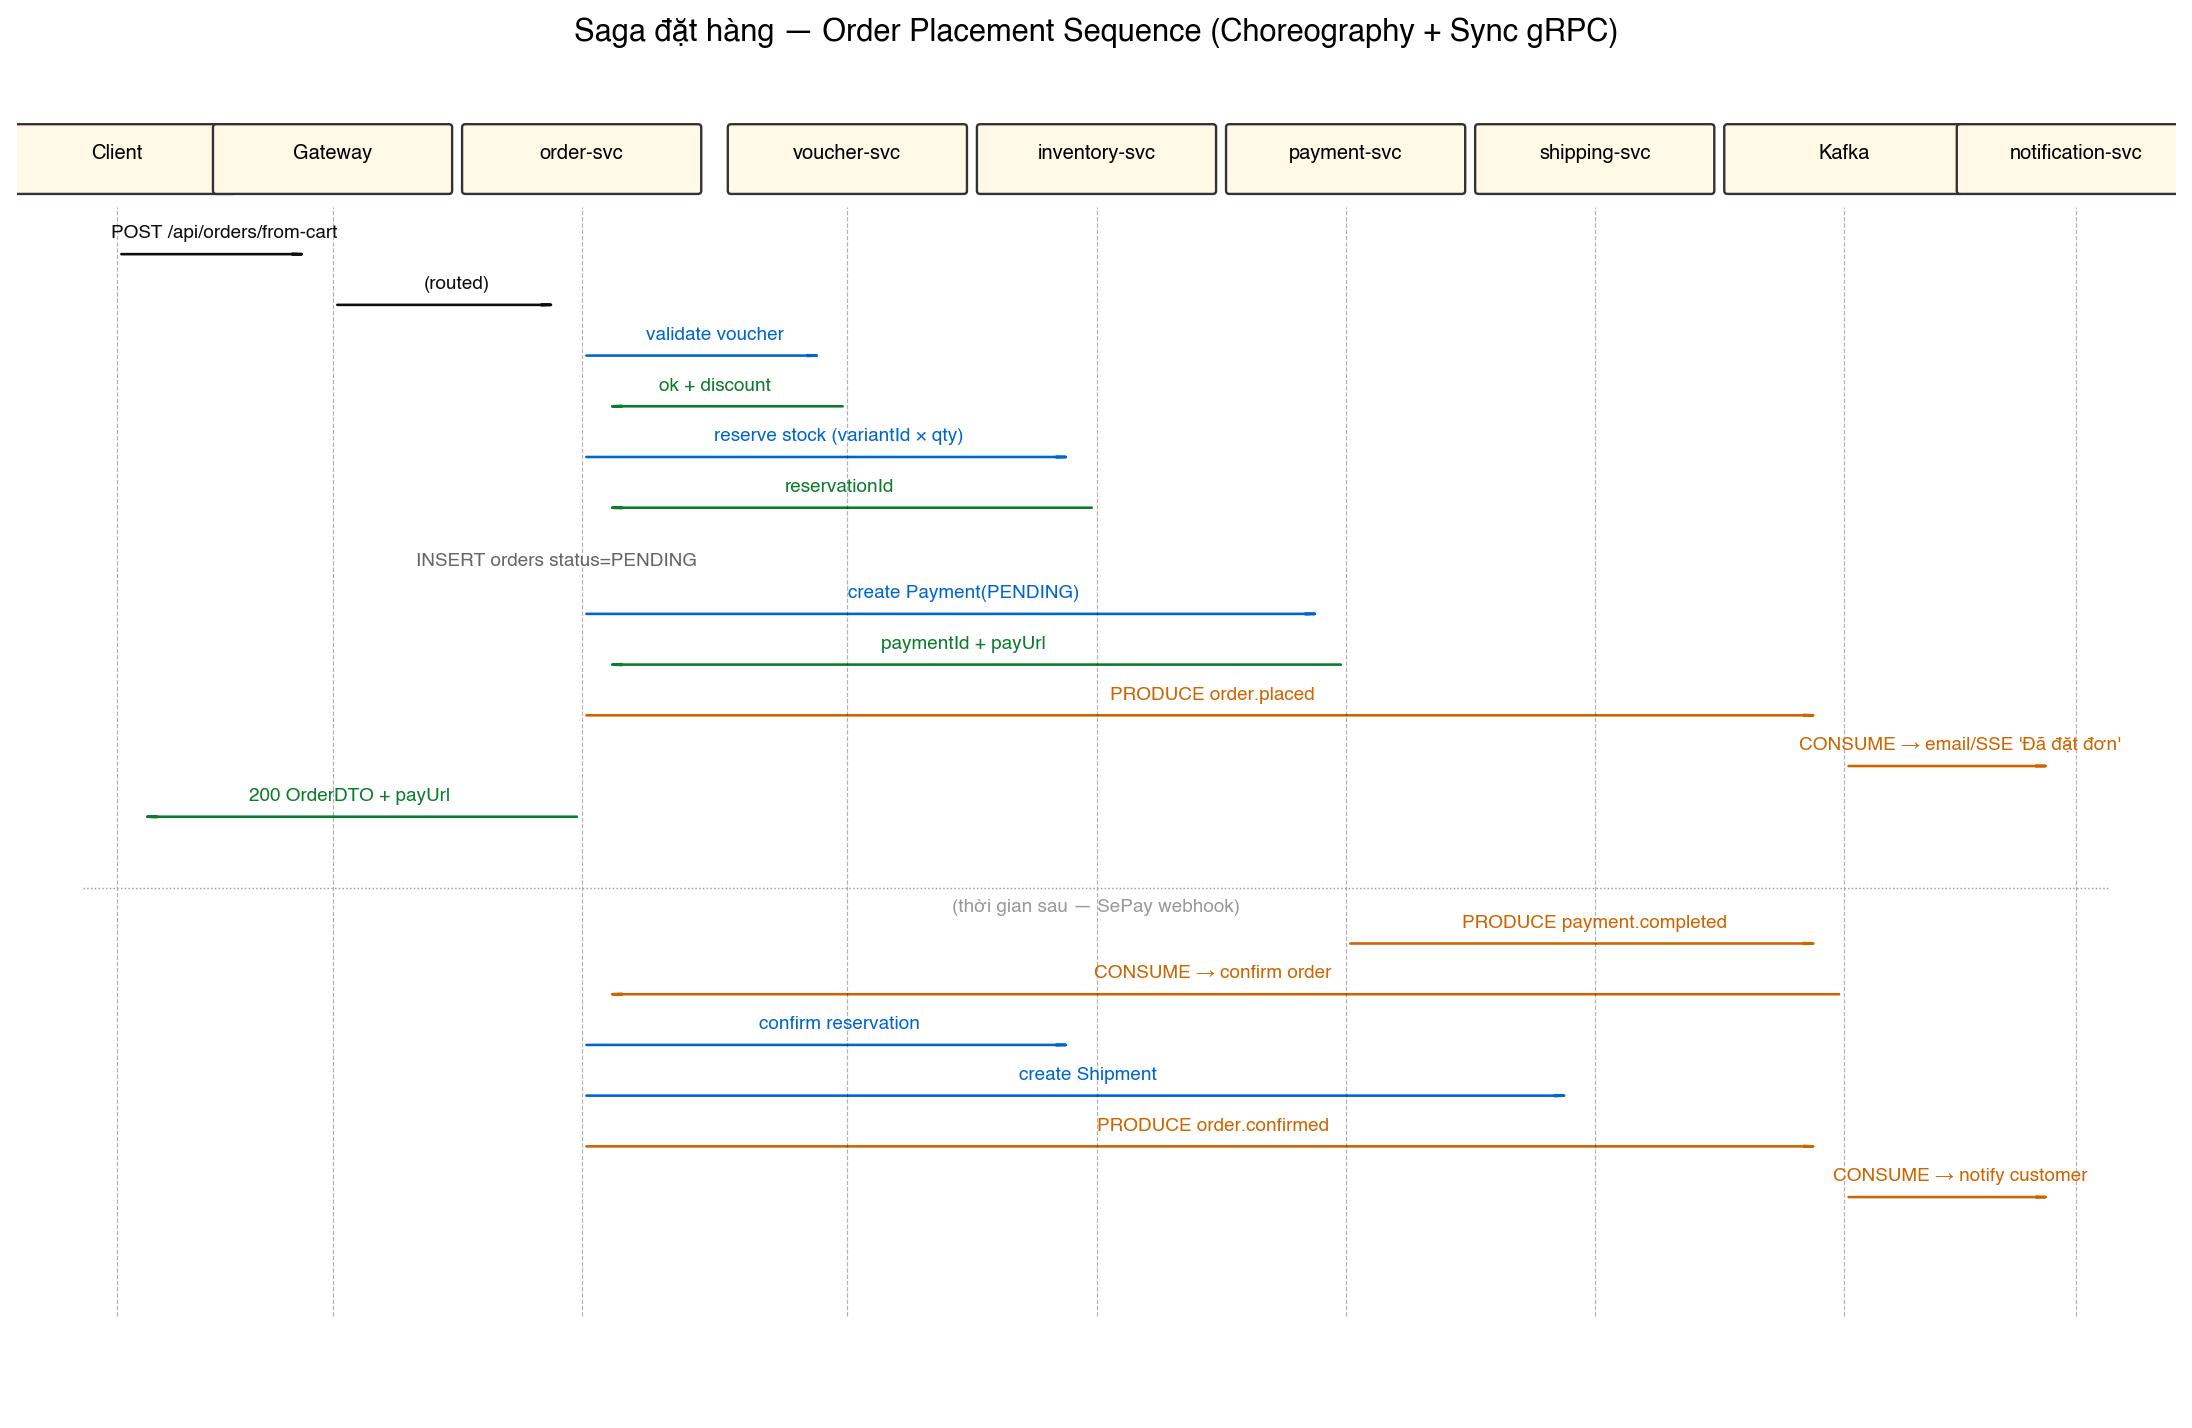 Saga đặt hàng — Order Placement Sequence (Choreography + Sync gRPC)
Client
Gateway
order-svc
voucher-svc
inventory-svc
payment-svc
shipping-svc
Kafka
notification-svc
POST /api/orders/from-cart
(routed)
validate voucher
ok + discount
reserve stock (variantId × qty)
reservationId
INSERT orders status=PENDING
create Payment(PENDING)
paymentId + payUrl
PRODUCE order.placed
CONSUME → email/SSE 'Đã đặt đơn'
200 OrderDTO + payUrl
(thời gian sau — SePay webhook)
PRODUCE payment.completed
CONSUME → confirm order
confirm reservation
create Shipment
PRODUCE order.confirmed
CONSUME → notify customer